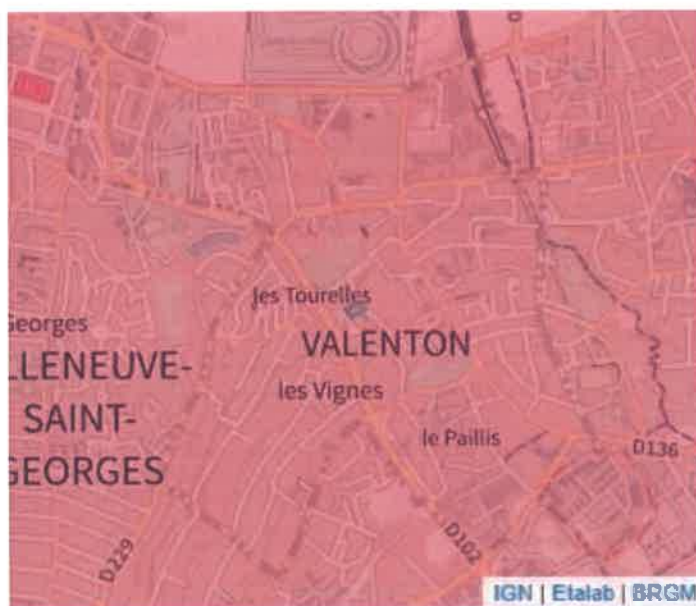 les Tourelles
Georges
VALENTON
LLENEUVE-
les Vignes
SAINT-
le Paillis
D136
GEORGES
D102
D229
IGN | Etalab | BRGM